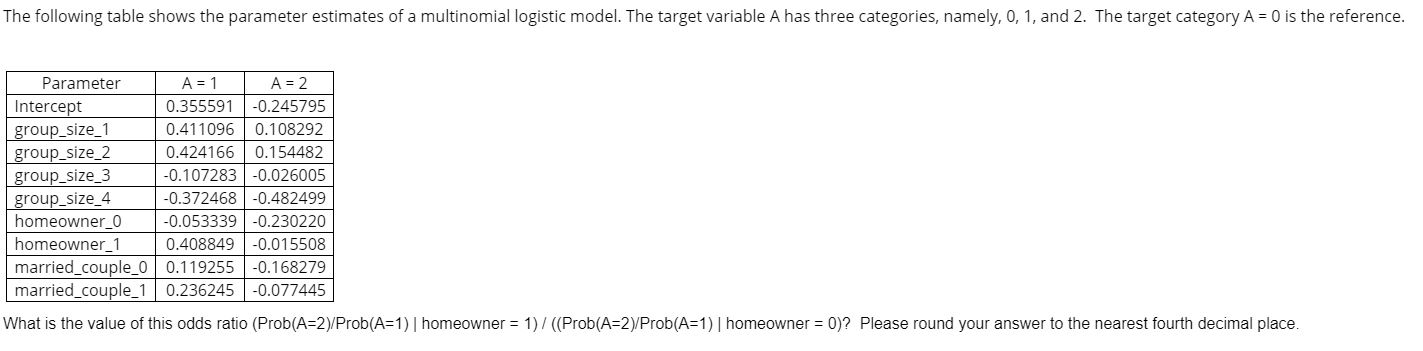 The following table shows the parameter estimates of a multinomial logistic model. The target variable A has three categories, namely, 0, 1, and 2. The target category A = 0 is the reference.
Parameter A = 1 A = 2
Intercept 0.355591 -0.245795
group_size_1 0.411096 0.108292
group_size_2 0.424166 0.154482
group_size_3 -0.107283 -0.026005
group_size_4 -0.372468 -0.482499
homeowner_0 -0.053339 -0.230220
homeowner_1 0.408849 -0.015508
married_couple_0 0.119255 -0.168279
married_couple_1 0.236245 -0.077445
What is the value of this odds ratio (Prob(A=2)/Prob(A=1) | homeowner = 1) / ((Prob(A=2)/Prob(A=1) | homeowner = 0)? Please round your answer to the nearest fourth decimal place.